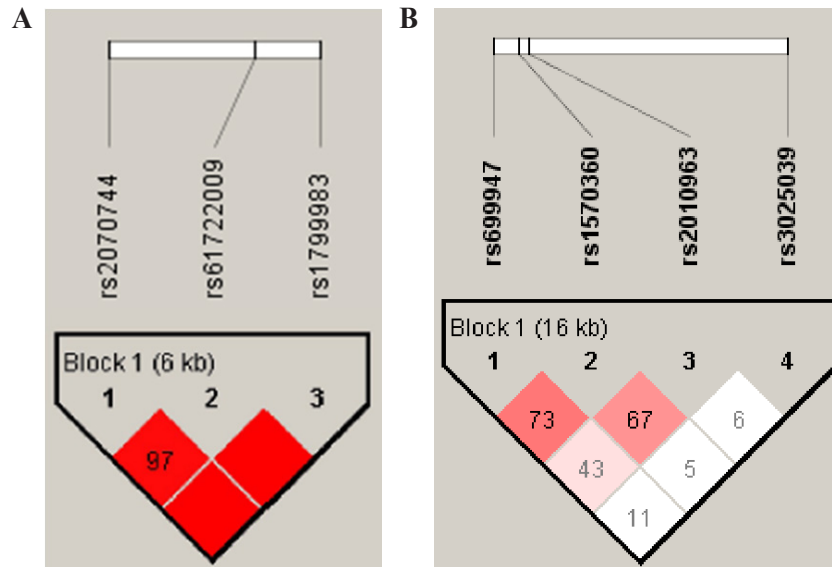 A
rs2070744
rs61722009
rs1799983
Block 1 (6 kb)
1 2 3
97
B
rs699947
rs1570360
rs2010963
rs3025039
Block 1 (16 kb)
1 2 3 4
73 67 6
43 5
11